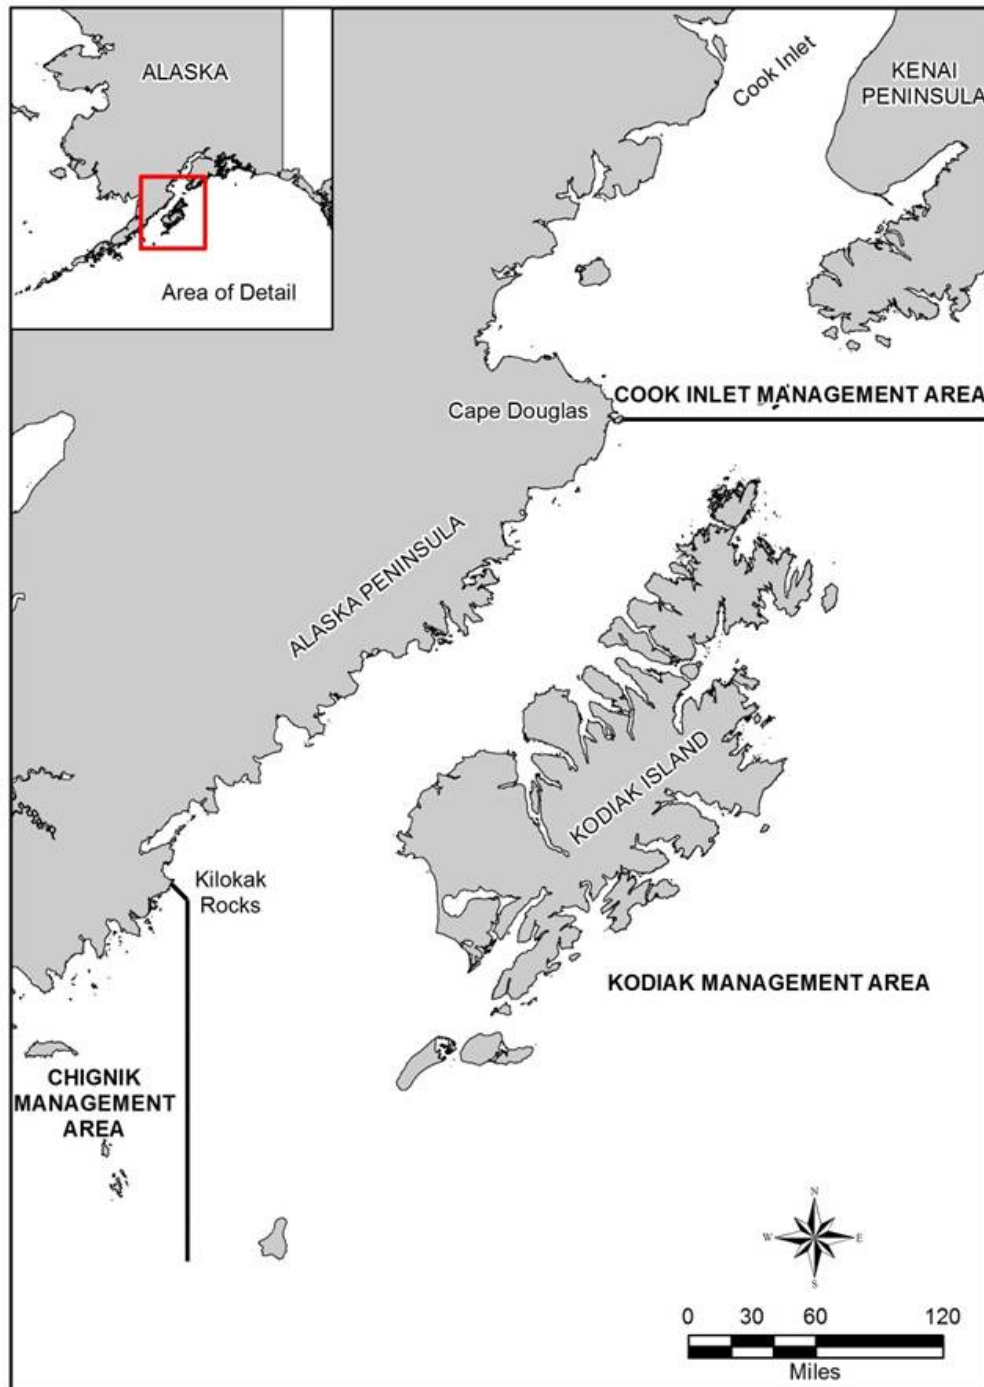 ALASKA
Area of Detail
Cook Inlet
KENAI
PENINSULA
COOK INLET MANAGEMENT AREA
Cape Douglas
ALASKA PENINSULA
KODIAK ISLAND
Kilokak
Rocks
KODIAK MANAGEMENT AREA
CHIGNIK
MANAGEMENT
AREA
N
W E
S
0 30 60 120
Miles